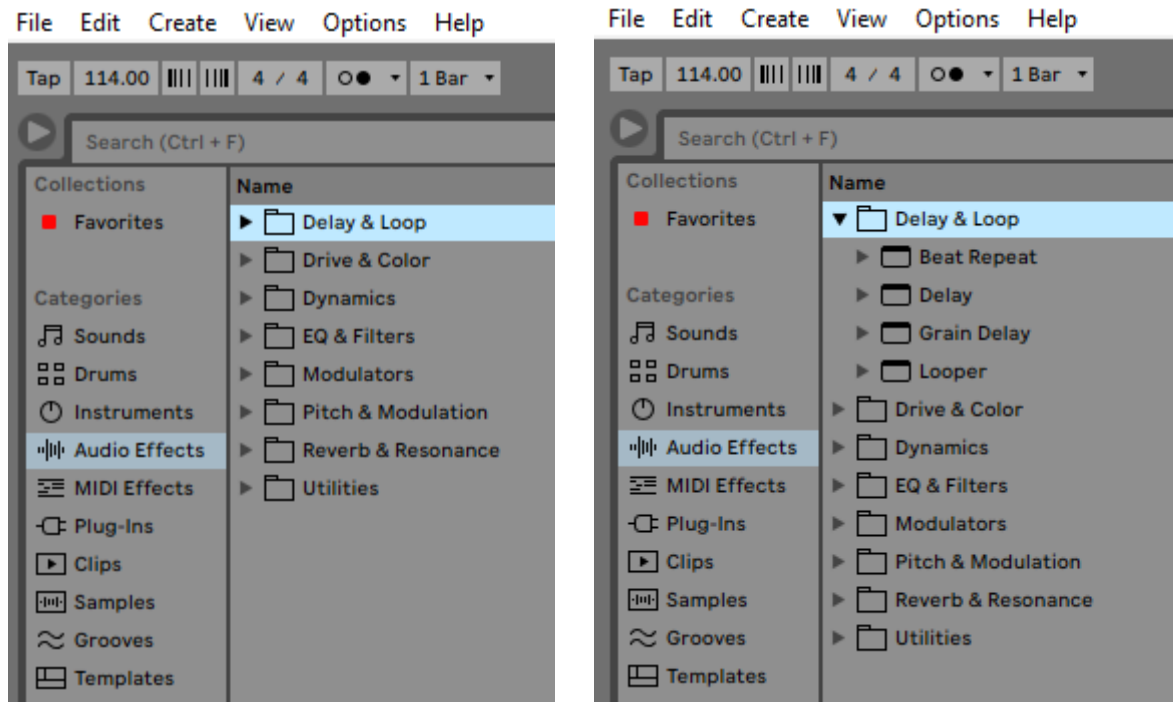 File Edit Create View Options Help
Tap 114.00 4 / 4 1 Bar
Search (Ctrl + F)
Collections
Favorites
Categories
Sounds
Drums
Instruments
Audio Effects
MIDI Effects
Plug-Ins
Clips
Samples
Grooves
Templates
Name
Delay & Loop
Drive & Color
Dynamics
EQ & Filters
Modulators
Pitch & Modulation
Reverb & Resonance
Utilities
File Edit Create View Options Help
Tap 114.00 4 / 4 1 Bar
Search (Ctrl + F)
Collections
Favorites
Categories
Sounds
Drums
Instruments
Audio Effects
MIDI Effects
Plug-Ins
Clips
Samples
Grooves
Templates
Name
Delay & Loop
Beat Repeat
Delay
Grain Delay
Looper
Drive & Color
Dynamics
EQ & Filters
Modulators
Pitch & Modulation
Reverb & Resonance
Utilities